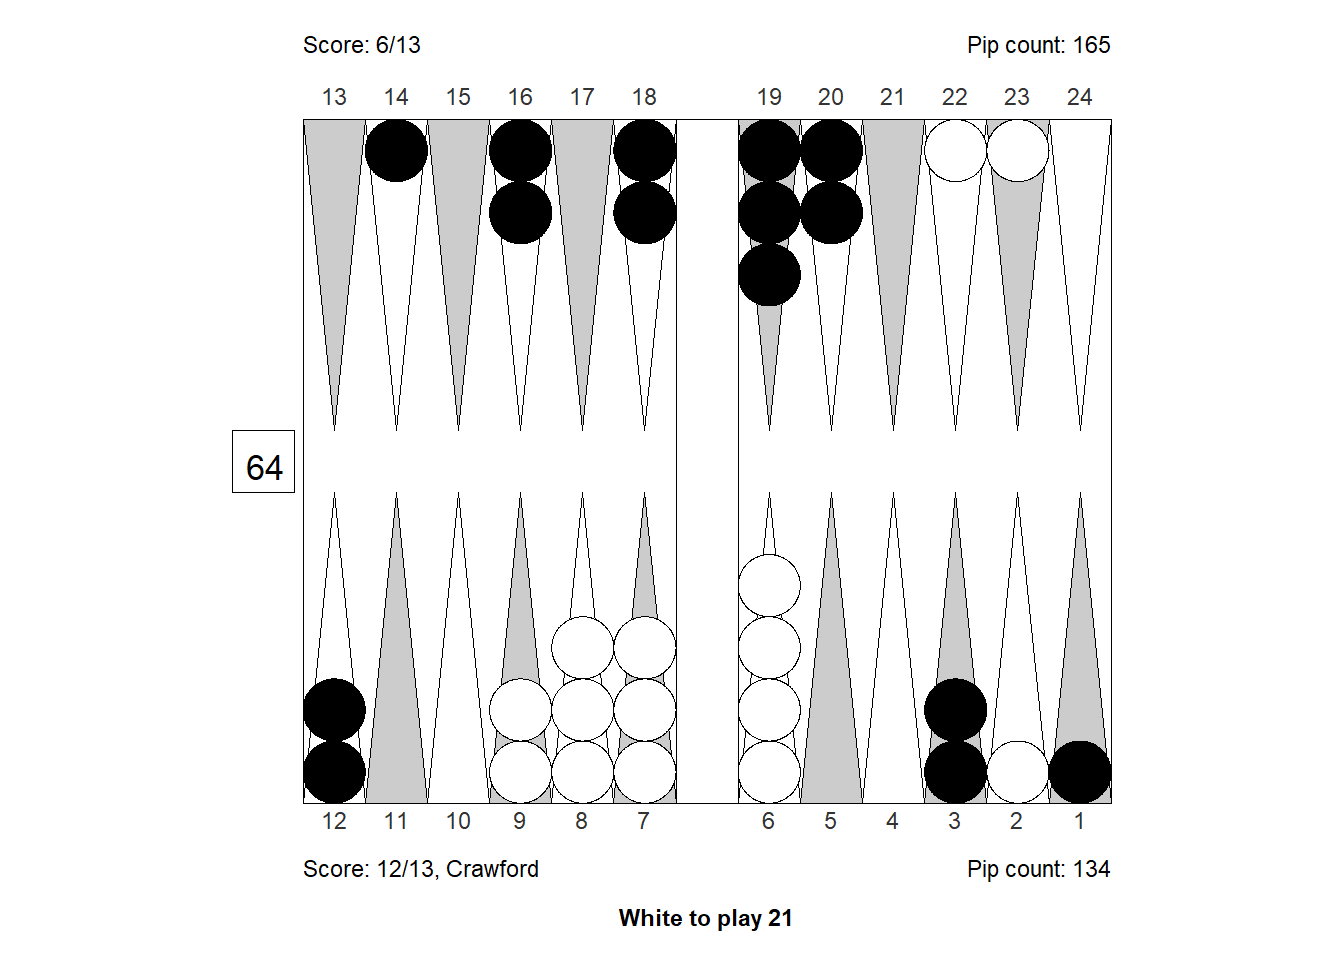 Score: 6/13 Pip count: 165
13 14 15 16 17 18 19 20 21 22 23 24
64
12 11 10 9 8 7 6 5 4 3 2 1
Score: 12/13, Crawford Pip count: 134
White to play 21